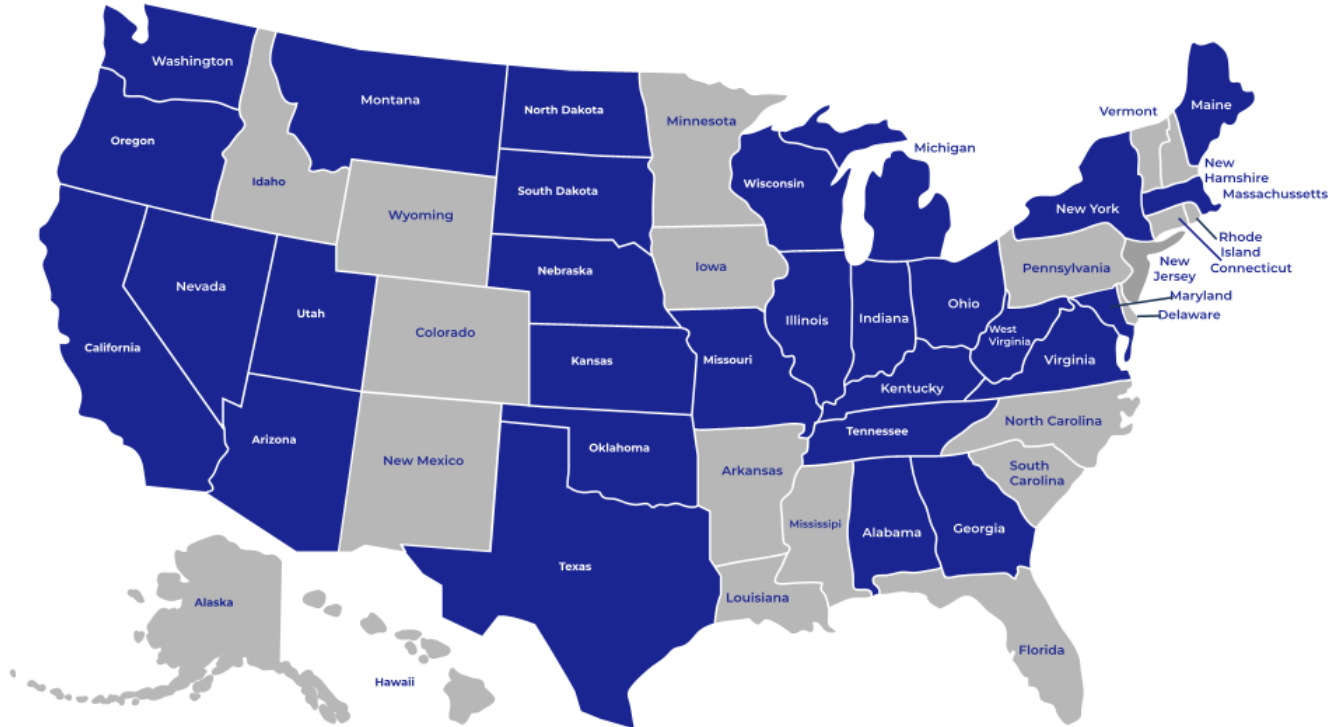 Washington
Montana
North Dakota
Minnesota
Vermont
Maine
Oregon
Michigan
Idaho
South Dakota
Wisconsin
New
Hamshire
Massachussetts
Wyoming
New York
Rhode
Island
Connecticut
Iowa
Pennsylvania
New
Jersey
Nebraska
Nevada
Maryland
Utah
Ohio
Illinois
Indiana
Delaware
Colorado
West
Virginia
California
Kansas
Missouri
Virginia
Kentucky
North Carolina
Arizona
Tennessee
Oklahoma
New Mexico
Arkansas
South
Carolina
Mississipi
Alabama
Georgia
Texas
Louisiana
Alaska
Florida
Hawaii